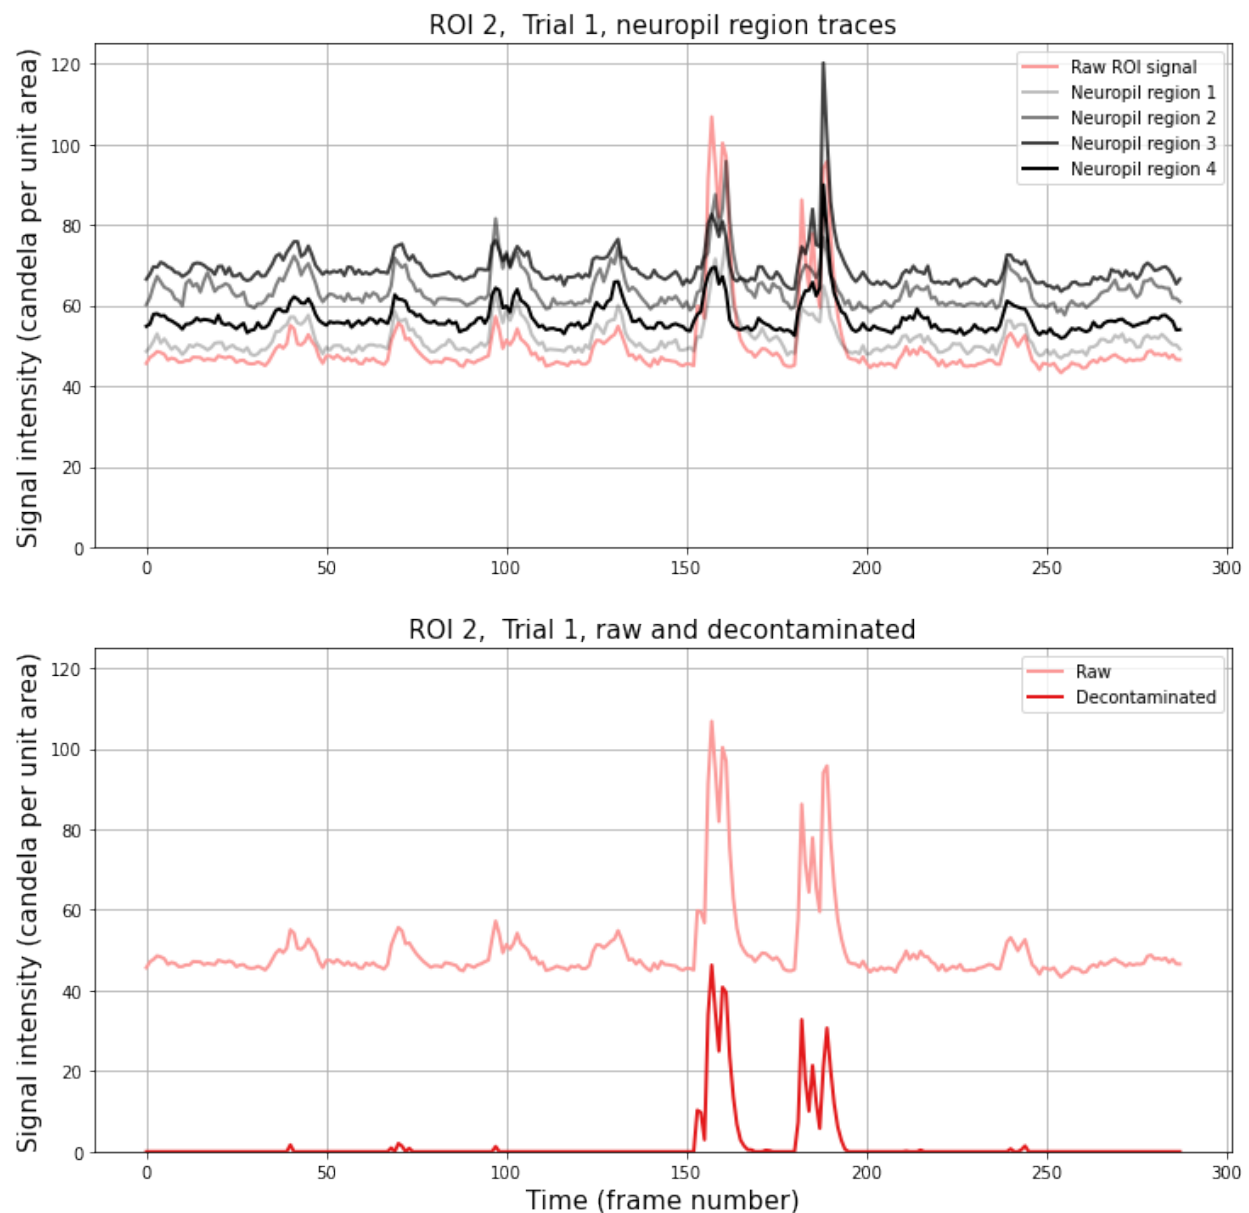 ROI 2,  Trial 1, neuropil region traces
Signal intensity (candela per unit area)
120
100
80
60
40
20
0
Raw ROI signal
Neuropil region 1
Neuropil region 2
Neuropil region 3
Neuropil region 4
0 50 100 150 200 250 300
ROI 2,  Trial 1, raw and decontaminated
Signal intensity (candela per unit area)
120
100
80
60
40
20
0
Raw
Decontaminated
0 50 100 150 200 250 300
Time (frame number)